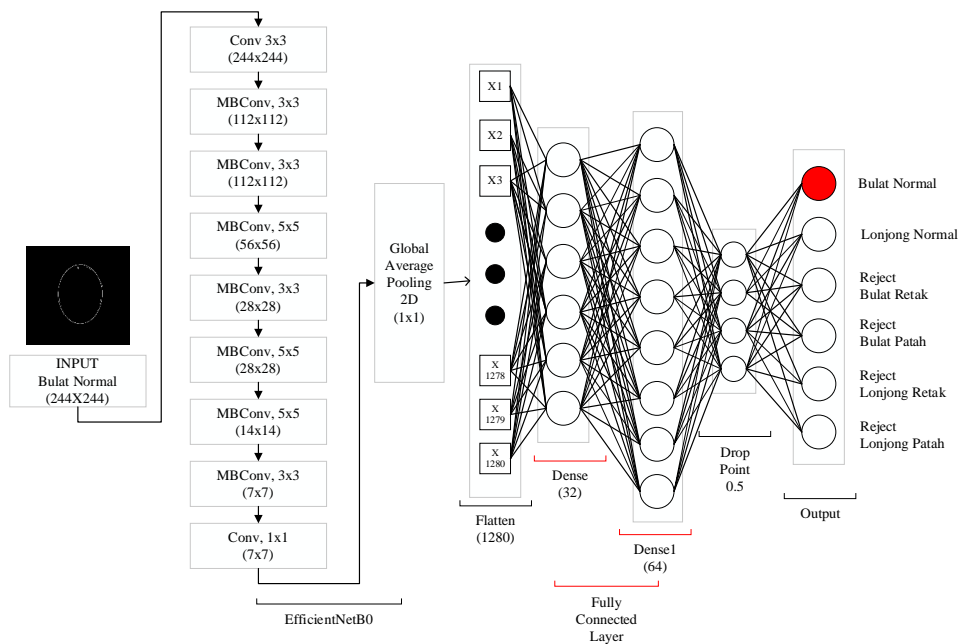 INPUT
Bulat Normal
(244X244)
Conv 3x3
(244x244)
MBConv, 3x3
(112x112)
MBConv, 3x3
(112x112)
MBConv, 5x5
(56x56)
MBConv, 3x3
(28x28)
MBConv, 5x5
(28x28)
MBConv, 5x5
(14x14)
MBConv, 3x3
(7x7)
Conv, 1x1
(7x7)
EfficientNetB0
Global
Average
Pooling
2D
(1x1)
X1
X2
X3
X
1278
X
1279
X
1280
Flatten
(1280)
Dense
(32)
Dense1
(64)
Fully
Connected
Layer
Drop
Point
0.5
Output
Bulat Normal
Lonjong Normal
Reject
Bulat Retak
Reject
Bulat Patah
Reject
Lonjong Retak
Reject
Lonjong Patah